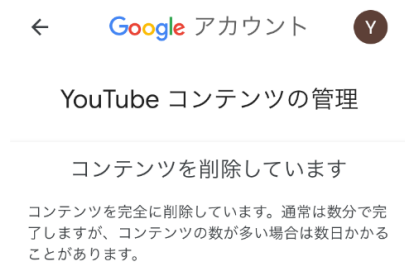 ← Google アカウント Y
YouTube コンテンツの管理
コンテンツを削除しています
コンテンツを完全に削除しています。通常は数分で完
了しますが、コンテンツの数が多い場合は数日かかる
ことがあります。